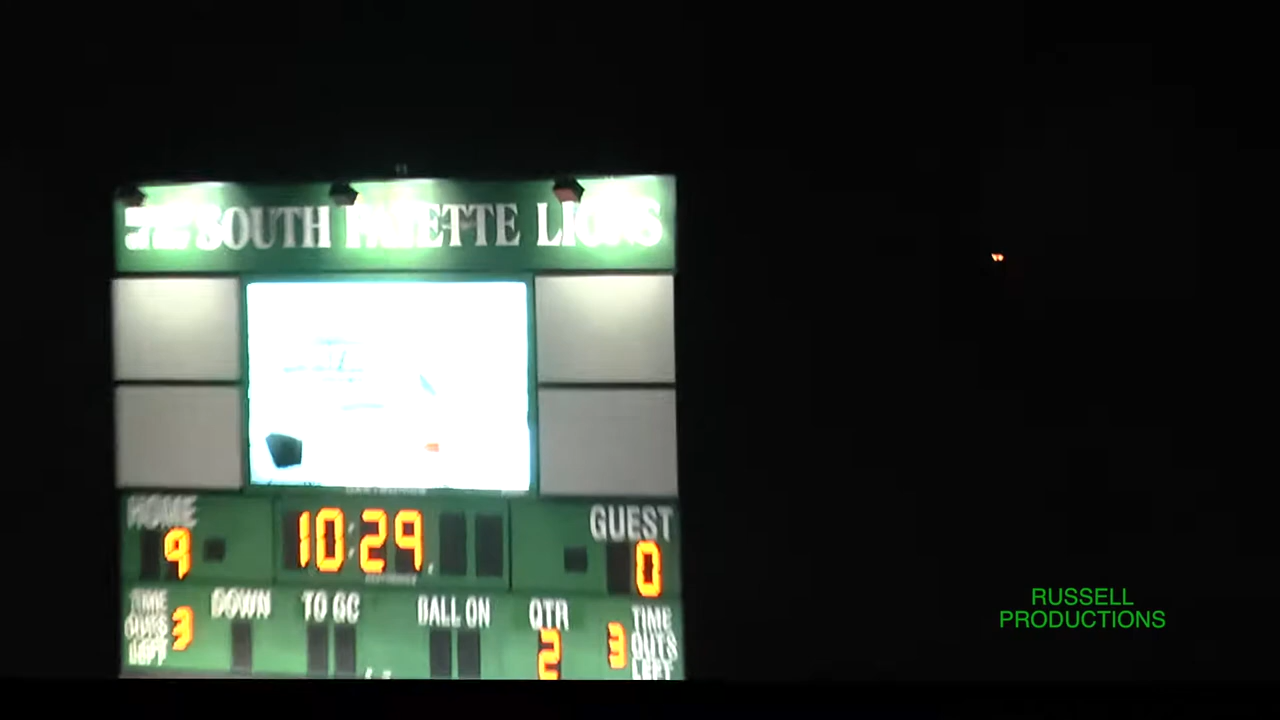 SOUTH FAYETTE LIONS
HOME
9
10:29
GUEST
0
TIME
OUTS
LEFT
3
DOWN
TO GO
BALL ON
QTR
2
3
TIME
OUTS
LEFT
RUSSELL
PRODUCTIONS